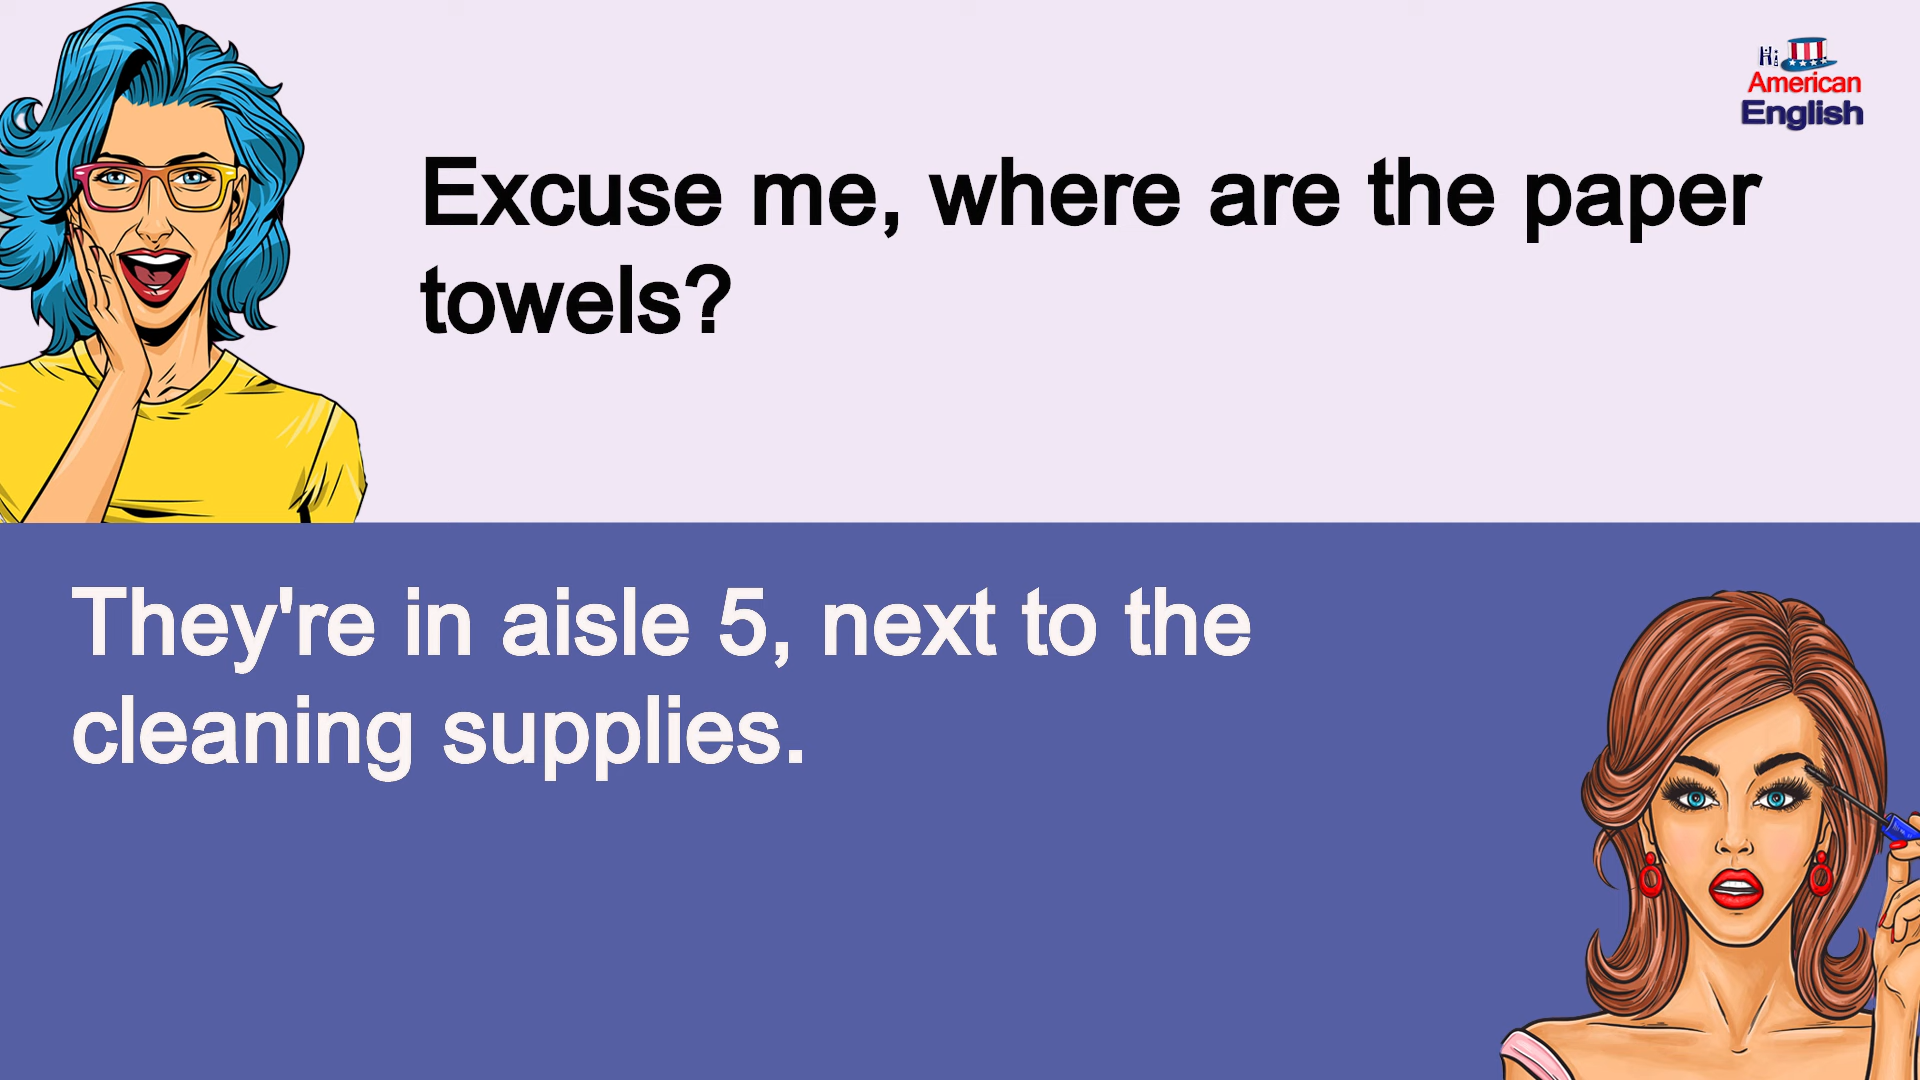 Hi
American
English
Excuse me, where are the paper
towels?
They're in aisle 5, next to the
cleaning supplies.